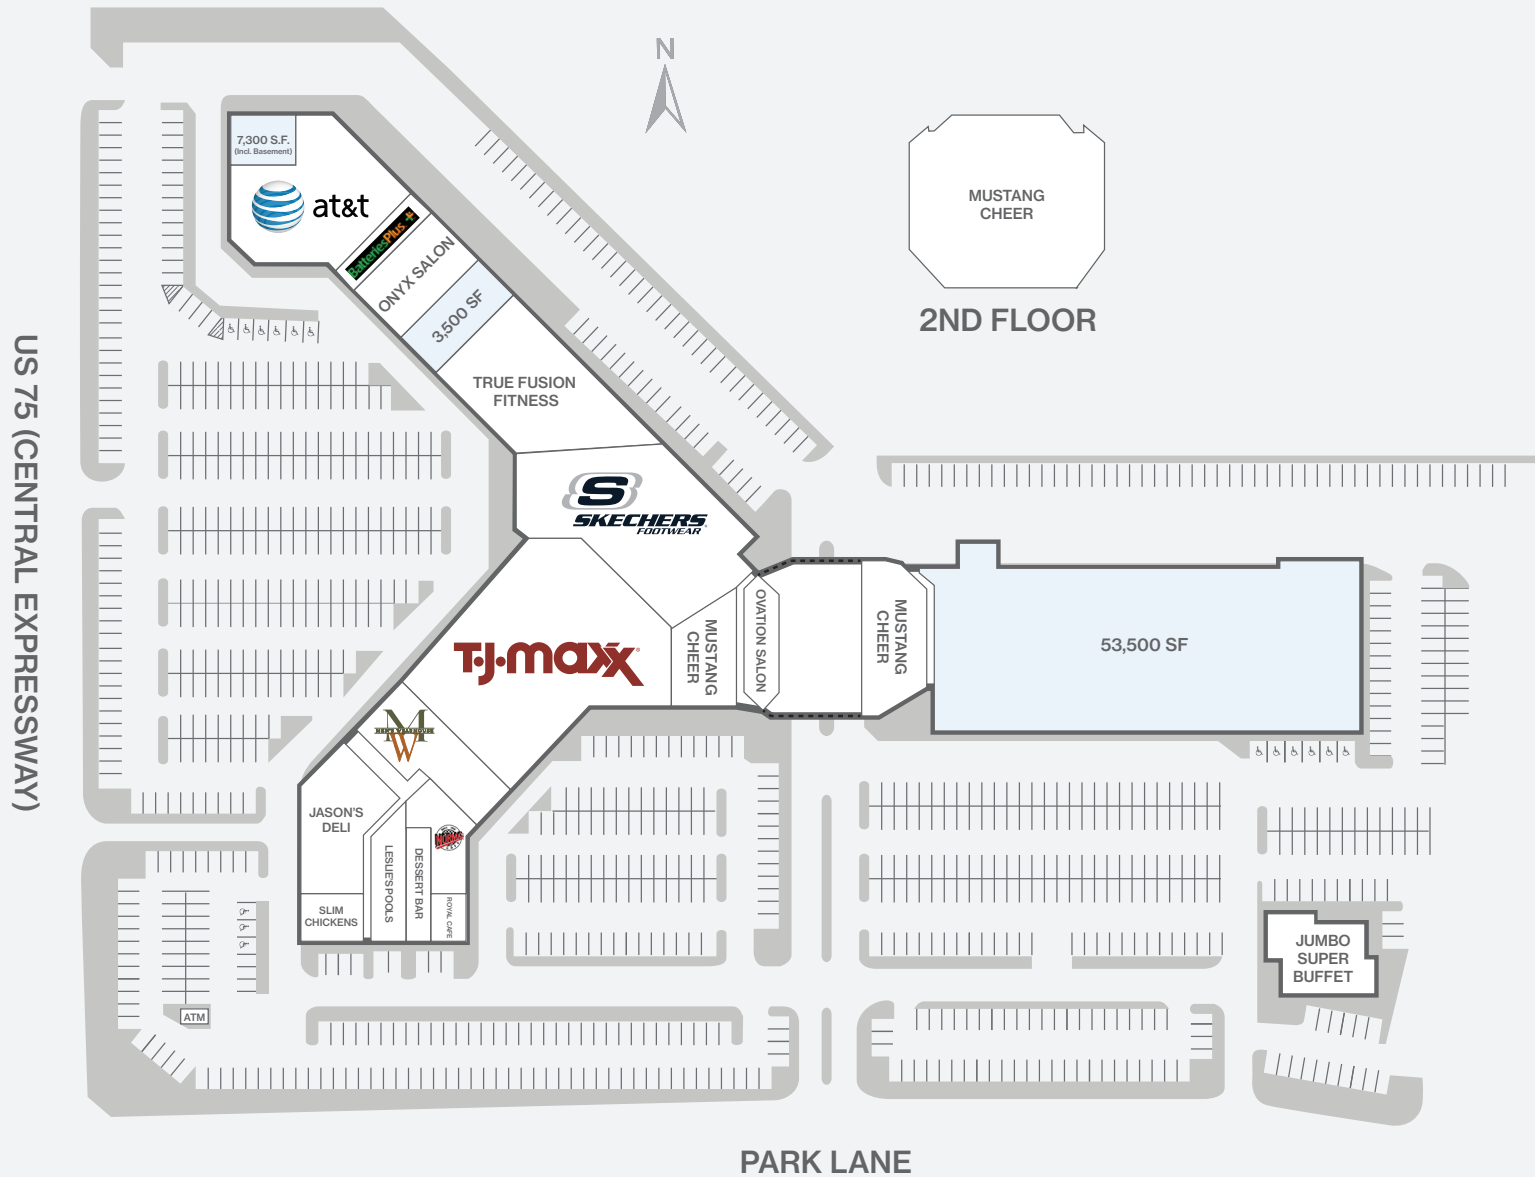 N
7,300 S.F.
(Incl. Basement)
at&t
BatteriesPlus+
ONYX SALON
3,500 SF
TRUE FUSION
FITNESS
MUSTANG
CHEER
2ND FLOOR
US 75 (CENTRAL EXPRESSWAY)
S
SKECHERS
FOOTWEAR
T·J·maxx
MUSTANG
CHEER
OVATION SALON
MUSTANG
CHEER
53,500 SF
M
MEN'S WEARHOUSE
W
JASON'S
DELI
LESLIE'S POOLS
DESSERT BAR
ROYAL CAFE
SLIM
CHICKENS
JUMBO
SUPER
BUFFET
ATM
PARK LANE